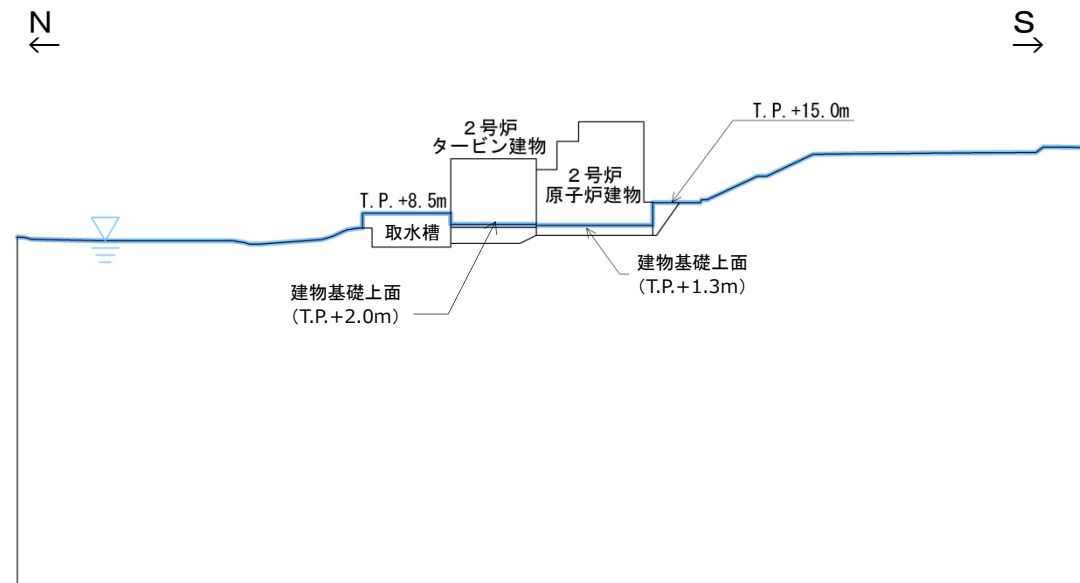 N
S
T.P.+15.0m
２号炉
タービン建物
２号炉
原子炉建物
T.P.+8.5m
取水槽
建物基礎上面
（T.P.+1.3m）
建物基礎上面
（T.P.+2.0m）